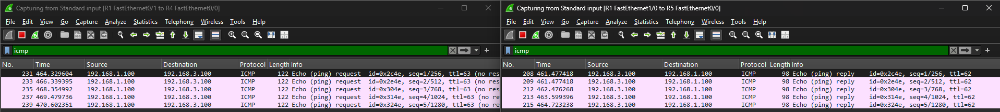 Capturing from Standard input [R1 FastEthernet0/1 to R4 FastEthernet0/0]
File Edit View Go Capture Analyze Statistics Telephony Wireless Tools Help
icmp
No. Time Source Destination Protocol Length Info
231 464.329604 192.168.1.100 192.168.3.100 ICMP 122 Echo (ping) request id=0x2c4e, seq=1/256, ttl=63 (no res
233 466.339395 192.168.1.100 192.168.3.100 ICMP 122 Echo (ping) request id=0x2e4e, seq=2/512, ttl=63 (no res
235 468.354992 192.168.1.100 192.168.3.100 ICMP 122 Echo (ping) request id=0x304e, seq=3/768, ttl=63 (no res
237 469.479736 192.168.1.100 192.168.3.100 ICMP 122 Echo (ping) request id=0x314e, seq=4/1024, ttl=63 (no re
239 470.602351 192.168.1.100 192.168.3.100 ICMP 122 Echo (ping) request id=0x324e, seq=5/1280, ttl=63 (no re
Capturing from Standard input [R1 FastEthernet1/0 to R5 FastEthernet0/0]
File Edit View Go Capture Analyze Statistics Telephony Wireless Tools Help
icmp
No. Time Source Destination Protocol Length Info
208 461.477418 192.168.3.100 192.168.1.100 ICMP 98 Echo (ping) reply id=0x2c4e, seq=1/256, ttl=62
209 461.477418 192.168.3.100 192.168.1.100 ICMP 98 Echo (ping) reply id=0x2e4e, seq=2/512, ttl=62
212 462.476268 192.168.3.100 192.168.1.100 ICMP 98 Echo (ping) reply id=0x304e, seq=3/768, ttl=62
213 463.599396 192.168.3.100 192.168.1.100 ICMP 98 Echo (ping) reply id=0x314e, seq=4/1024, ttl=62
215 464.723238 192.168.3.100 192.168.1.100 ICMP 98 Echo (ping) reply id=0x324e, seq=5/1280, ttl=62